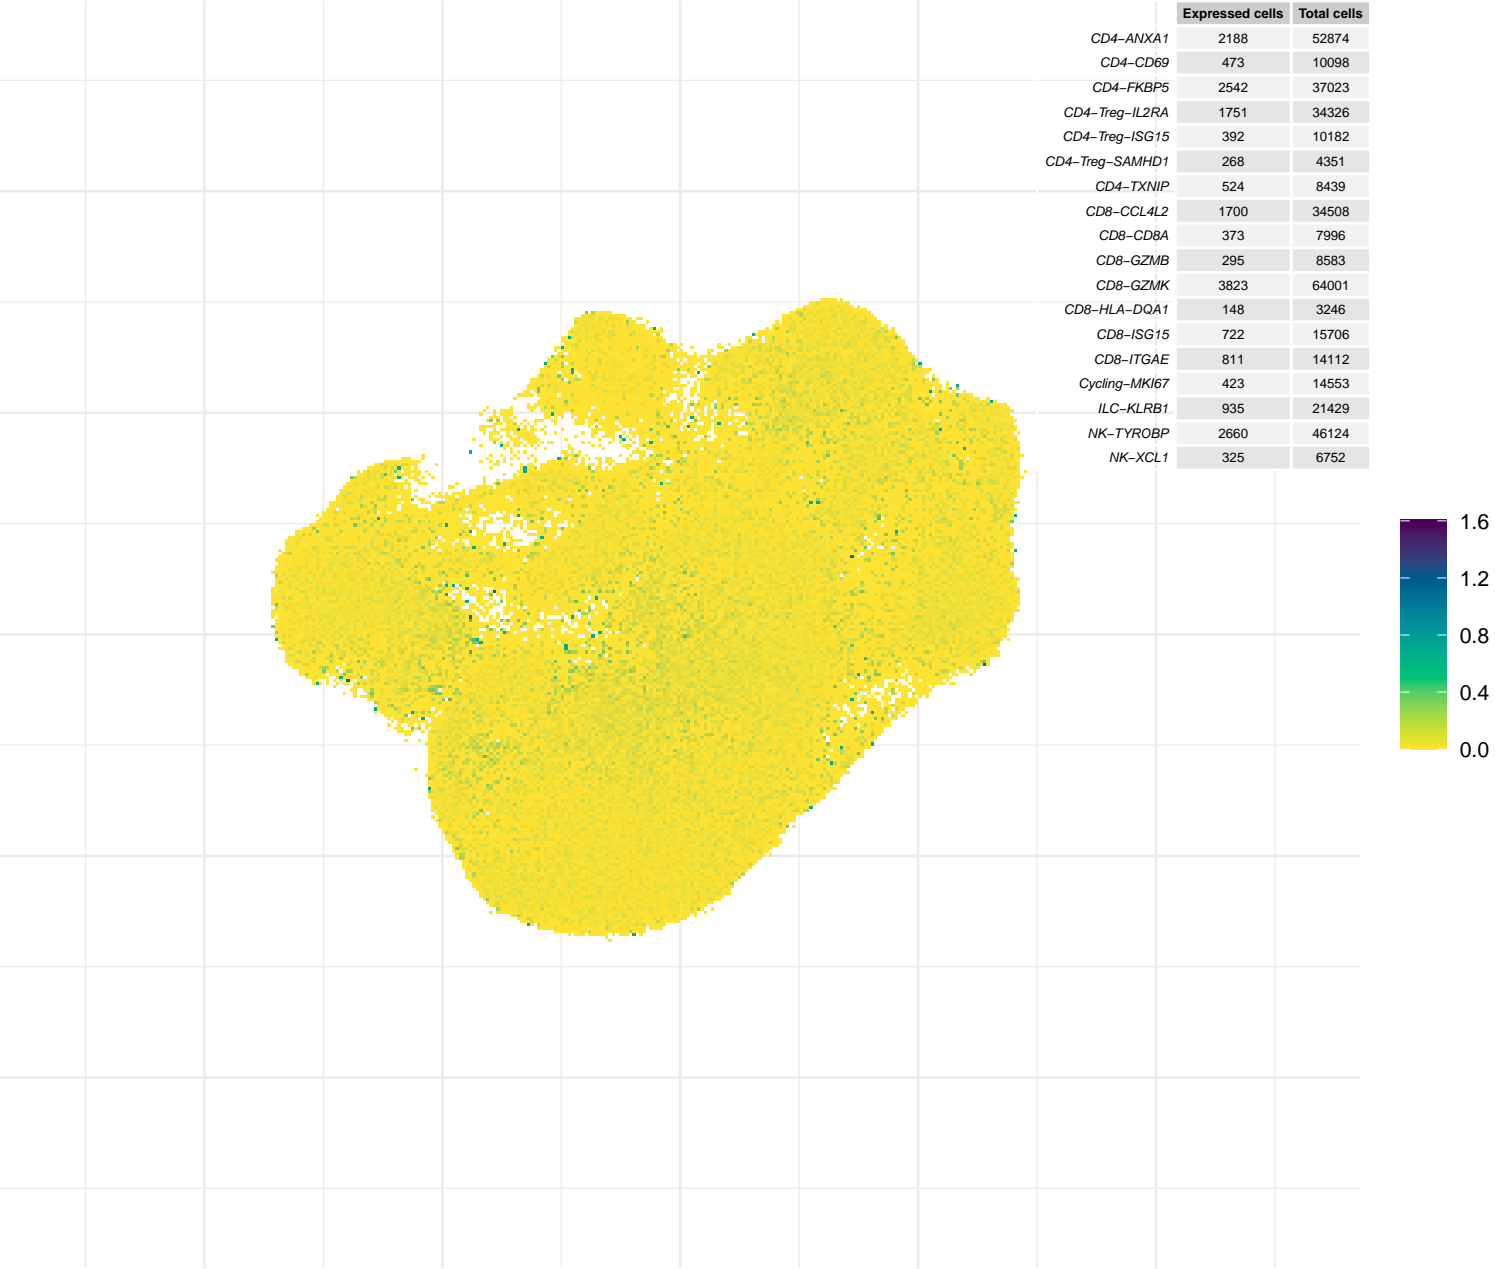 Expressed cells Total cells
CD4−ANXA1 2188 52874
CD4−CD69 473 10098
CD4−FKBP5 2542 37023
CD4−Treg−IL2RA 1751 34326
CD4−Treg−ISG15 392 10182
CD4−Treg−SAMHD1 268 4351
CD4−TXNIP 524 8439
CD8−CCL4L2 1700 34508
CD8−CD8A 373 7996
CD8−GZMB 295 8583
CD8−GZMK 3823 64001
CD8−HLA−DQA1 148 3246
CD8−ISG15 722 15706
CD8−ITGAE 811 14112
Cycling−MKI67 423 14553
ILC−KLRB1 935 21429
NK−TYROBP 2660 46124
NK−XCL1 325 6752
1.6
1.2
0.8
0.4
0.0